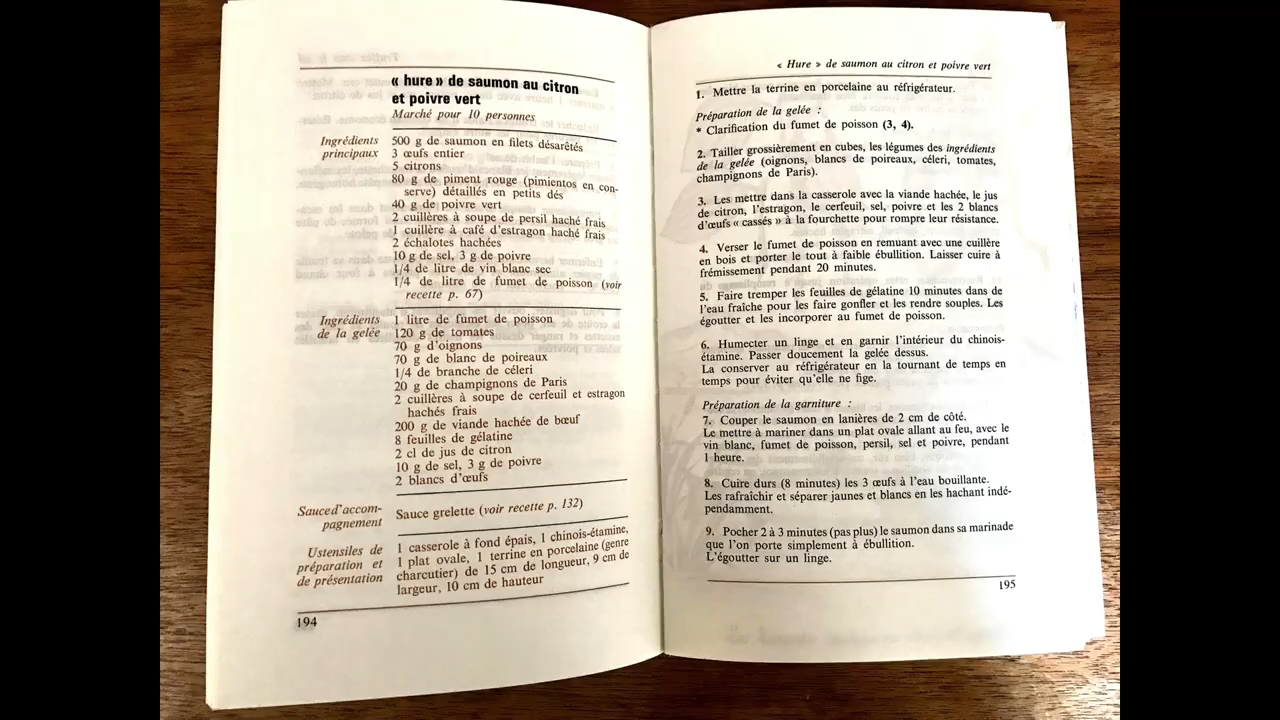 « hure » de saumon au citron
et poivre vert
Marché pour 10 personnes
Ingrédients
principaux
500 g de saumon en filets désarêtés
3 œufs entier
5 citrons
80 g de piment rouge (pimientos en con-
serve) détaillés en petits dés
40 g de poivre vert
2 cuillères à soupe de persil haché frais
1 cuillère à café d'estragon haché frais
2 échalotes hachées
10 g de sel, 3 g de poivre
1/4 de litre de vin blanc sec
1/4 de litre de fumet de poisson (voir
recette p. 67)
Ingrédients
de la gelée
1 litre de fumet de poisson
120 g de tomates
70 g d'oignons
70 g de blanc de poireaux
1/4 de branche de céleri
20 g de champignons de Paris
2 cuillères à soupe de cerfeuil et estragon
hachés frais
200 g de viande hachée de bœuf
8 feuilles de gélatine
2 cl de jus de citron
10 g de sel, 3 g de poivre
2 blancs d'œufs
Sauce d'accom-
pagnement
Sauce grelette (voir recette p. 132)
Ustensiles de
préparation et
de présentation
1 casserole à fond épais, 1 chinois-étamine,
1 plat ovale, 1 terrine en porcelaine (genre
charcutier) de 15 cm de longueur, 9 cm de
largeur, 10 cm de hauteur
194
« Hure » de saumon au citron et poivre vert
1. Mettre la terrine en porcelaine au réfrigérateur.
Préparation de la gelée :
* Clarification du fumet de poisson (3, 4).
2. Tailler grossièrement en cubes, les légumes des ingrédients
de la gelée (oignons, blancs de poireaux, céleri, tomates,
champignons de Paris).
3. Les mettre dans la casserole avec la viande hachée, le jus
de citron, l'estragon, le cerfeuil, sel, poivre et les 2 blancs
d'œufs « cassés » à la fourchette pour rompre leur résistance.
4. Verser le fumet de poisson en remuant avec une cuillère
en bois et porter le tout à faible ébullition. Laisser cuire à
frémissement pendant 20 minutes.
5. Faire tremper les feuilles de gélatine 10 minutes dans de
l'eau fraîche pour les faire gonfler et les rendre souples. Les
égoutter et les incorporer au fumet de poisson.
6. Humecter un linge et en garnir l'intérieur du chinois-
étamine. Passer doucement la gelée dessus.
La conserver au réfrigérateur en la tournant de temps en
temps pour éviter qu'elle ne fige.
Préparation de la garniture :
7. Couper le saumon en lanières de 2 cm de côté.
Le mettre à mariner dans un plat ovale allant au feu, avec le
vin blanc, fumet de poisson, persil, sel et poivre, pendant
1 heure.
8. Cuire durs (8 minutes) les 3 œufs à l'eau bouillante.
Les rafraîchir et séparer jaunes et blancs en les hachant indé-
pendamment.
9. Pocher 2 à 3 minutes (pas plus) le saumon dans sa marinade
que l'on porte simplement à ébullition.
L'égoutter sur un linge.
195